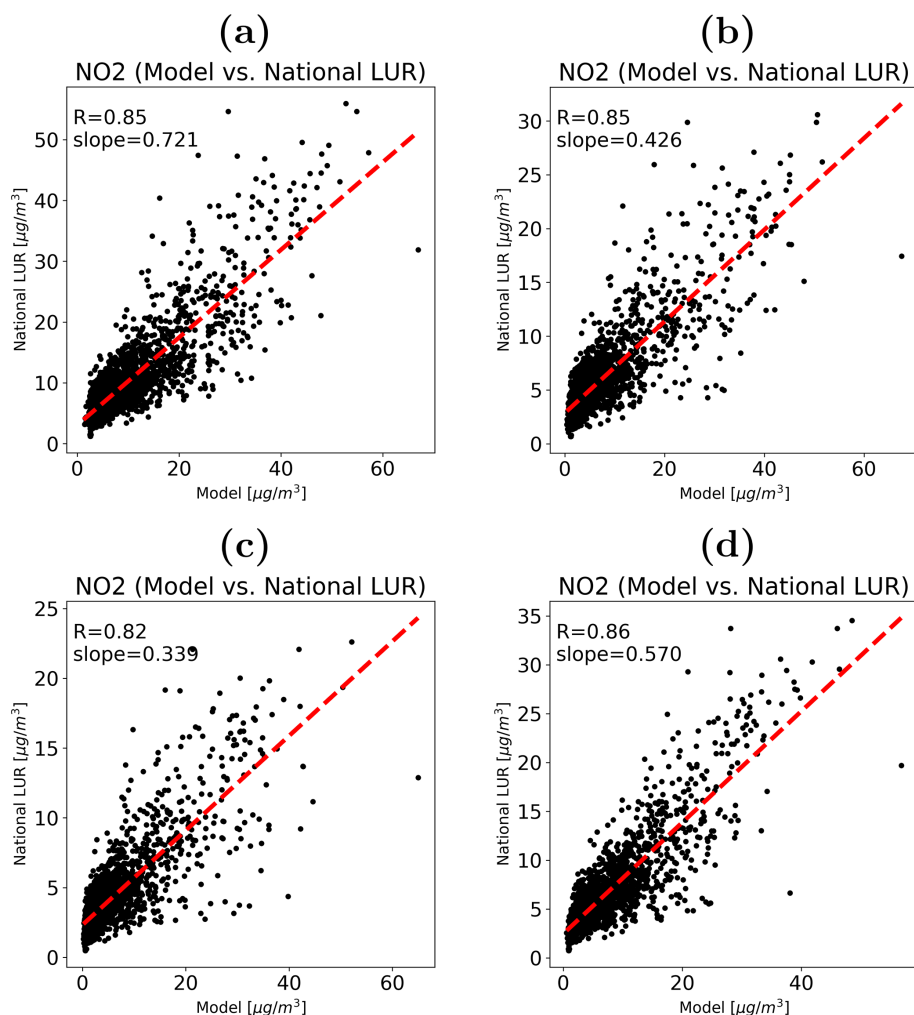 (a)
NO2 (Model vs. National LUR)
R=0.85
slope=0.721
National LUR [μg/m³]
50
40
30
20
10
0
0 20 40 60
Model [μg/m³]
(b)
NO2 (Model vs. National LUR)
R=0.85
slope=0.426
National LUR [μg/m³]
30
25
20
15
10
5
0
0 20 40 60
Model [μg/m³]
(c)
NO2 (Model vs. National LUR)
R=0.82
slope=0.339
National LUR [μg/m³]
25
20
15
10
5
0
0 20 40 60
Model [μg/m³]
(d)
NO2 (Model vs. National LUR)
R=0.86
slope=0.570
National LUR [μg/m³]
35
30
25
20
15
10
5
0
0 20 40
Model [μg/m³]